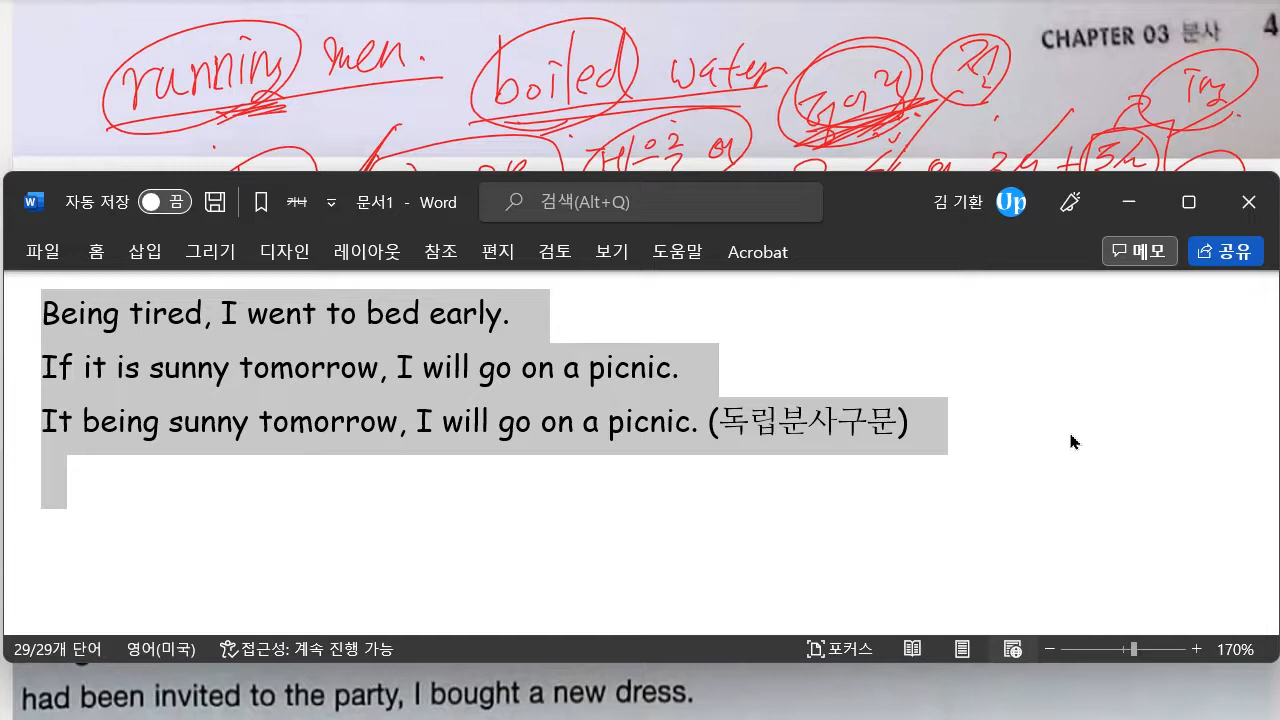 CHAPTER 03 분사 4
running men. boiled water
자동 저장 끔 가나 문서1 - Word 검색(Alt+Q) 김 기환 Up
파일 홈 삽입 그리기 디자인 레이아웃 참조 편지 검토 보기 도움말 Acrobat 메모 공유
Being tired, I went to bed early.
If it is sunny tomorrow, I will go on a picnic.
It being sunny tomorrow, I will go on a picnic. (독립분사구문)
29/29개 단어 영어(미국) 접근성: 계속 진행 가능 포커스 170%
had been invited to the party, I bought a new dress.